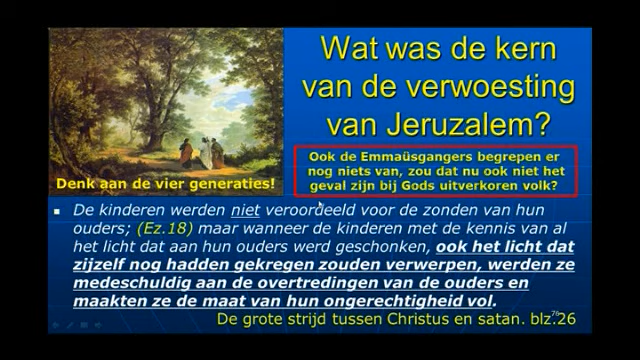 Wat was de kern
van de verwoesting
van Jeruzalem?
Ook de Emmaüsgangers begrepen er
nog niets van, zou dat nu ook niet het
geval zijn bij Gods uitverkoren volk?
Denk aan de vier generaties!
De kinderen werden niet veroordeeld voor de zonden van hun
ouders; (Ez.18) maar wanneer de kinderen met de kennis van al
het licht dat aan hun ouders werd geschonken, ook het licht dat
zijzelf nog hadden gekregen zouden verwerpen, werden ze
medeschuldig aan de overtredingen van de ouders en
maakten ze de maat van hun ongerechtigheid vol.
De grote strijd tussen Christus en satan. blz.26
76